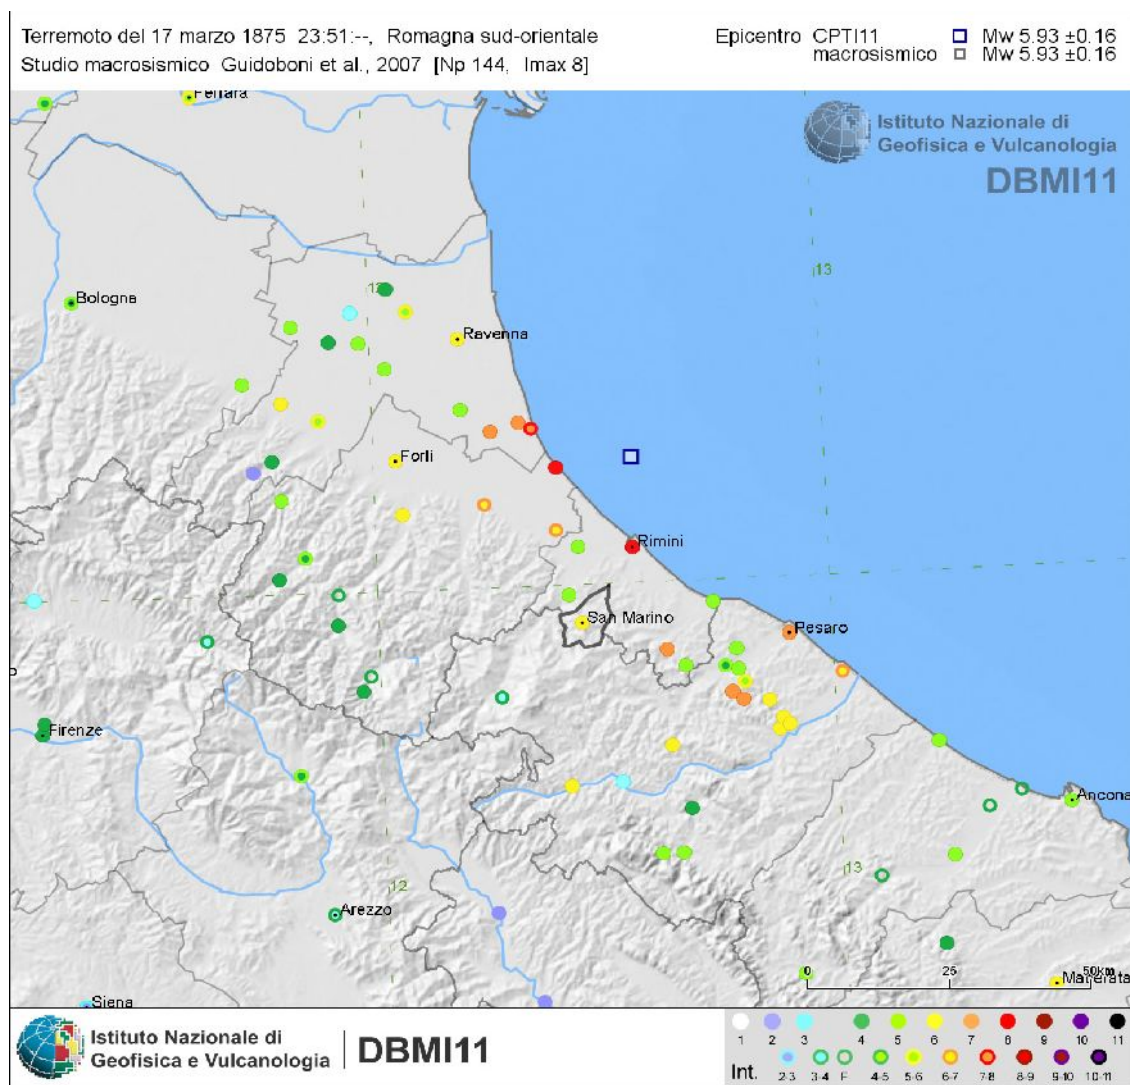 Terremoto del 17 marzo 1875 23:51:--, Romagna sud-orientale
Studio macrosismico Guidoboni et al., 2007 [Np 144, Imax 8]
Epicentro CPTI11 Mw 5.93 ±0.16
macrosismico Mw 5.93 ±0.16
Ferrara
Istituto Nazionale di
Geofisica e Vulcanologia
DBMI11
13
12
Bologna
Ravenna
Forlì
Rimini
San Marino
Pesaro
Firenze
Ancona
13
12
Arezzo
0 25 50km
Macerata
Siena
Istituto Nazionale di
Geofisica e Vulcanologia
DBMI11
1 2 3 4 5 6 7 8 9 10 11
Int. 2-3 3-4 F 4-5 5-6 6-7 7-8 8-9 9-10 10-11